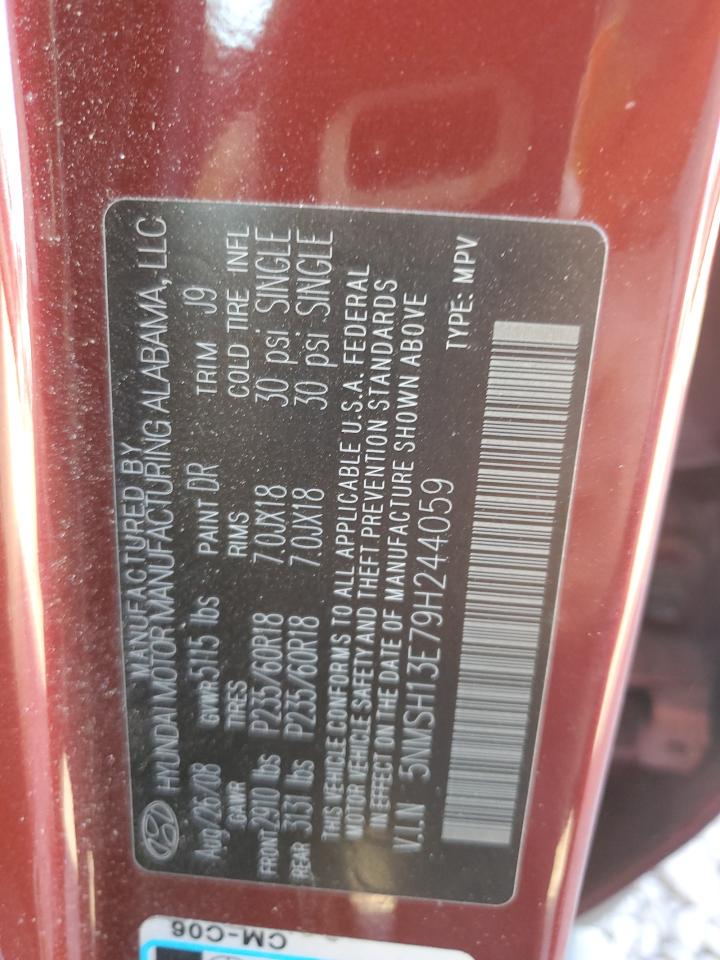 MANUFACTURED BY
HYUNDAI MOTOR MANUFACTURING ALABAMA, LLC
Aug/26/08 GVWR 5115 lbs PAINT DR TRIM J9
GAWR TIRES RIMS COLD TIRE INFL
FRONT 2910 lbs P235/60R18 7.0JX18 30 psi SINGLE
REAR 3131 lbs P235/60R18 7.0JX18 30 psi SINGLE
THIS VEHICLE CONFORMS TO ALL APPLICABLE U.S.A. FEDERAL
MOTOR VEHICLE SAFETY AND THEFT PREVENTION STANDARDS
IN EFFECT ON THE DATE OF MANUFACTURE SHOWN ABOVE
V.I.N 5NMSH13E79H244059
TYPE: MPV
CM-C06